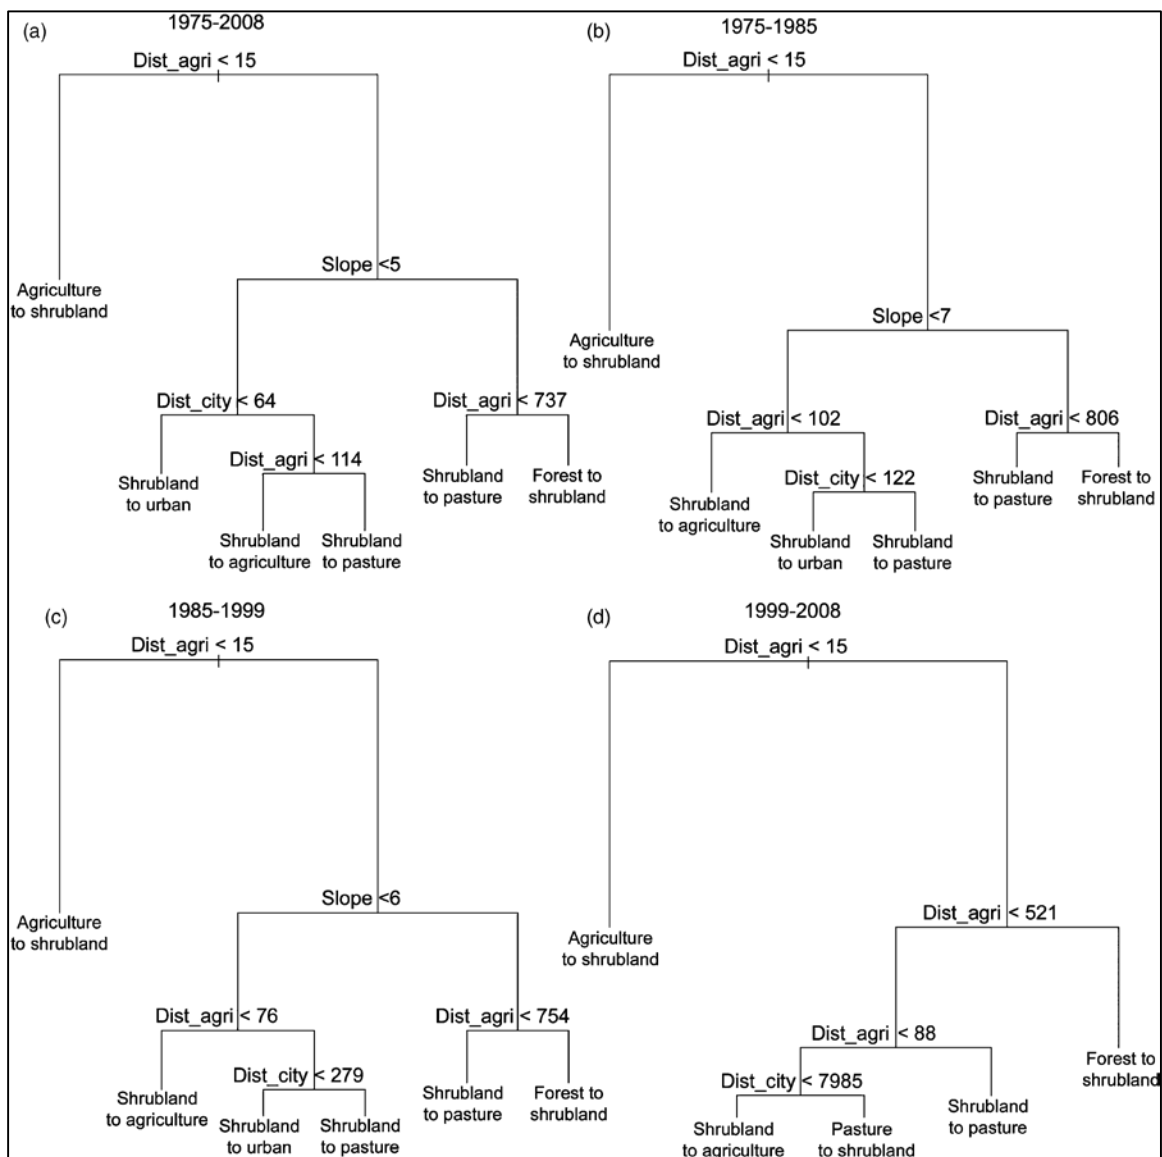 (a)
1975-2008
Dist_agri < 15
Agriculture
to shrubland
Slope <5
Dist_city < 64
Dist_agri < 737
Shrubland
to urban
Dist_agri < 114
Shrubland
to pasture
Forest to
shrubland
Shrubland
to agriculture
Shrubland
to pasture
(b)
1975-1985
Dist_agri < 15
Agriculture
to shrubland
Slope <7
Dist_agri < 102
Dist_agri < 806
Shrubland
to agriculture
Dist_city < 122
Shrubland
to pasture
Forest to
shrubland
Shrubland
to urban
Shrubland
to pasture
(c)
1985-1999
Dist_agri < 15
Agriculture
to shrubland
Slope <6
Dist_agri < 76
Dist_agri < 754
Shrubland
to agriculture
Dist_city < 279
Shrubland
to pasture
Forest to
shrubland
Shrubland
to urban
Shrubland
to pasture
(d)
1999-2008
Dist_agri < 15
Agriculture
to shrubland
Dist_agri < 521
Dist_agri < 88
Forest to
shrubland
Dist_city < 7985
Shrubland
to pasture
Shrubland
to agriculture
Pasture
to shrubland